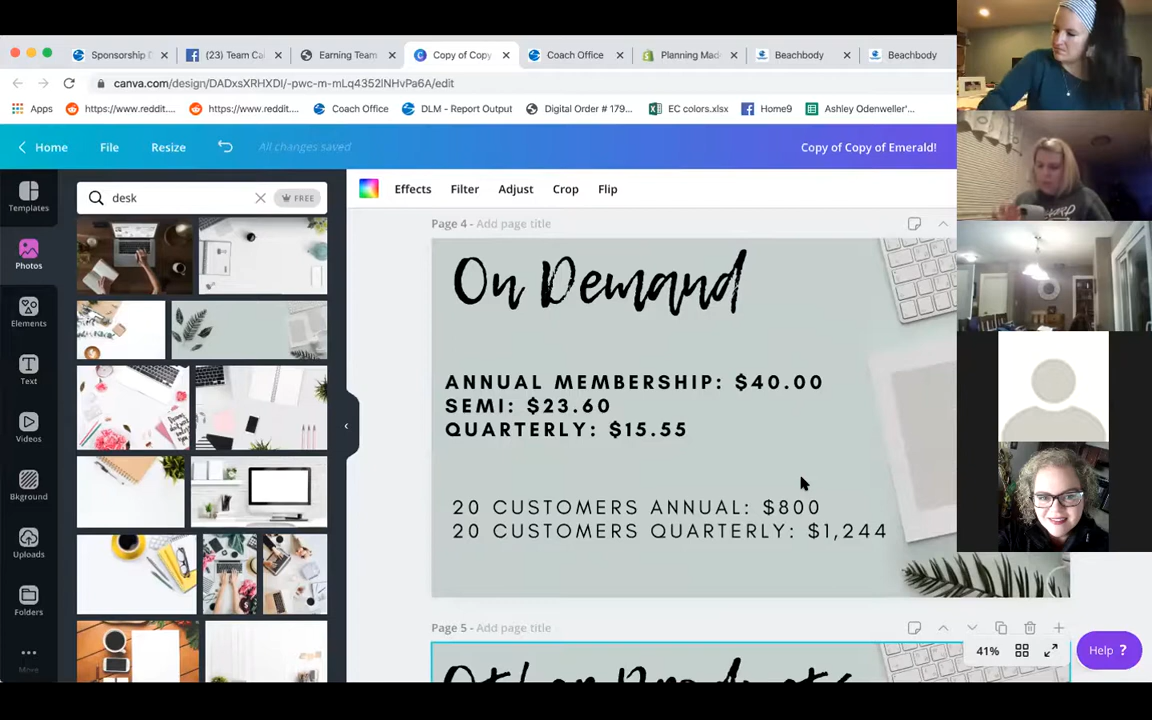 Sponsorship
(23) Team Ca
Earning Team
Copy of Copy
Coach Office
Planning Mad
Beachbody
Beachbody
canva.com/design/DADxsXRHXDI/-pwc-m-mLq4352lNHvPa6A/edit
Apps
https://www.reddit....
https://www.reddit....
Coach Office
DLM - Report Output
Digital Order # 179...
EC colors.xlsx
Home9
Ashley Odenweller'...
Home
File
Resize
All changes saved
Copy of Copy of Emerald!
Templates
Photos
Elements
Text
Videos
Bkground
Uploads
Folders
More
desk
FREE
Effects
Filter
Adjust
Crop
Flip
Page 4 - Add page title
On Demand
ANNUAL MEMBERSHIP: $40.00
SEMI: $23.60
QUARTERLY: $15.55
20 CUSTOMERS ANNUAL: $800
20 CUSTOMERS QUARTERLY: $1,244
Page 5 - Add page title
Other Products
41%
Help ?